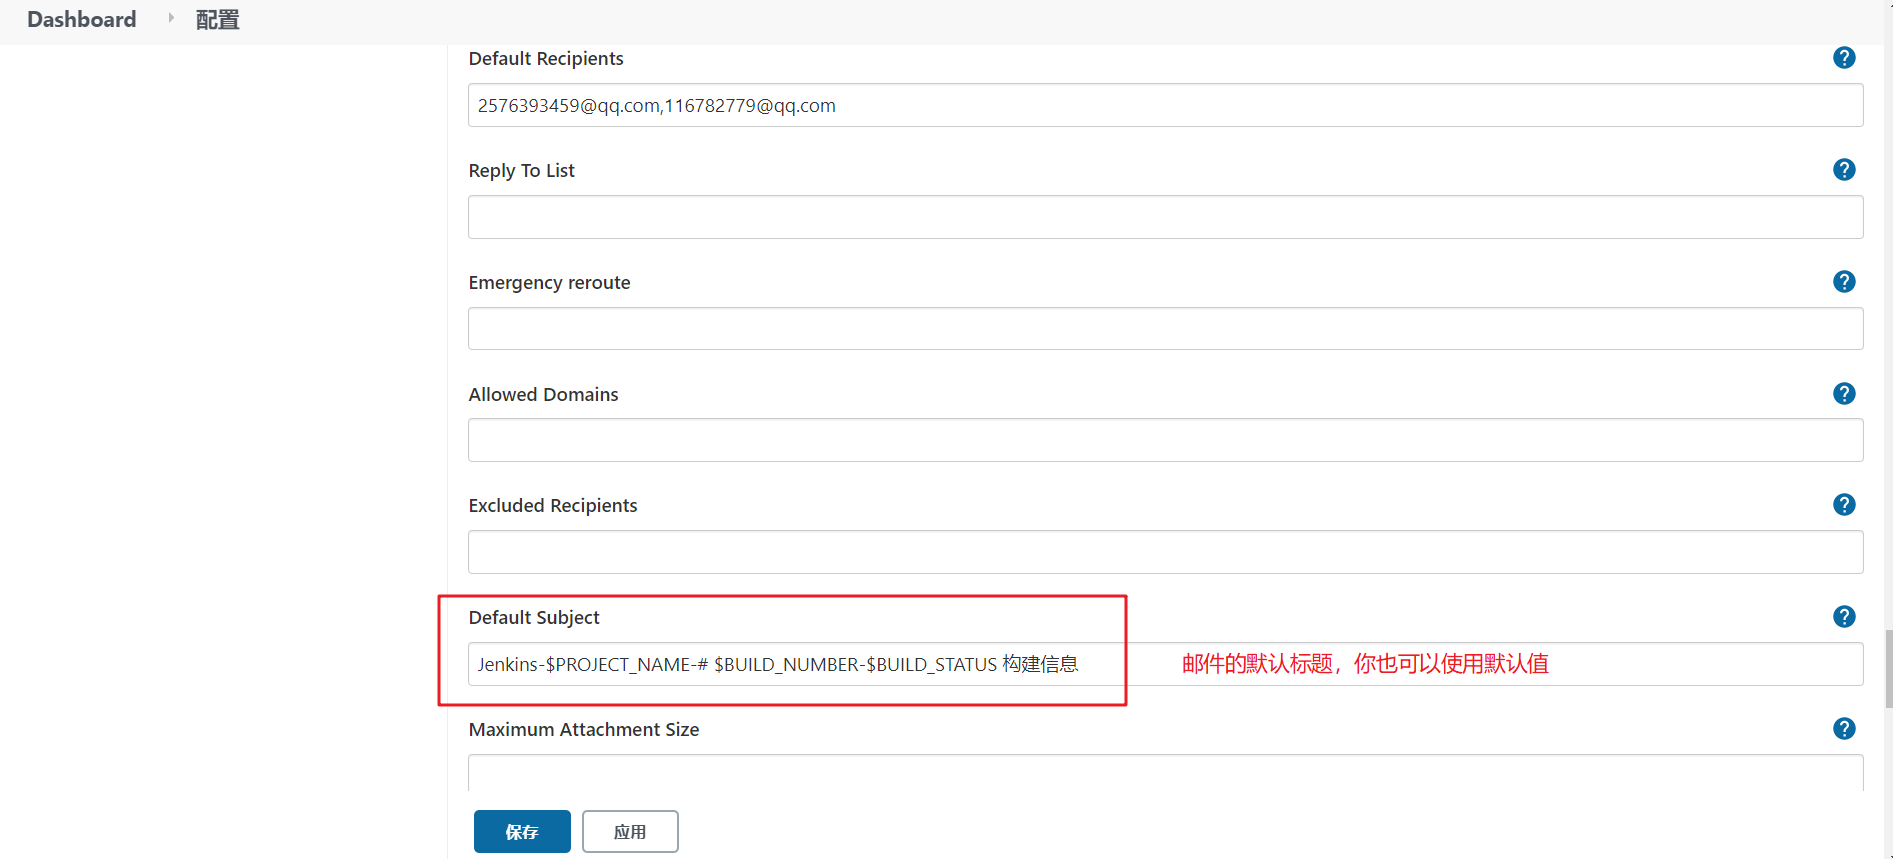 Dashboard 配置
Default Recipients
2576393459@qq.com,116782779@qq.com
Reply To List
Emergency reroute
Allowed Domains
Excluded Recipients
Default Subject
Jenkins-$PROJECT_NAME-# $BUILD_NUMBER-$BUILD_STATUS 构建信息 邮件的默认标题，你也可以使用默认值
Maximum Attachment Size
保存 应用